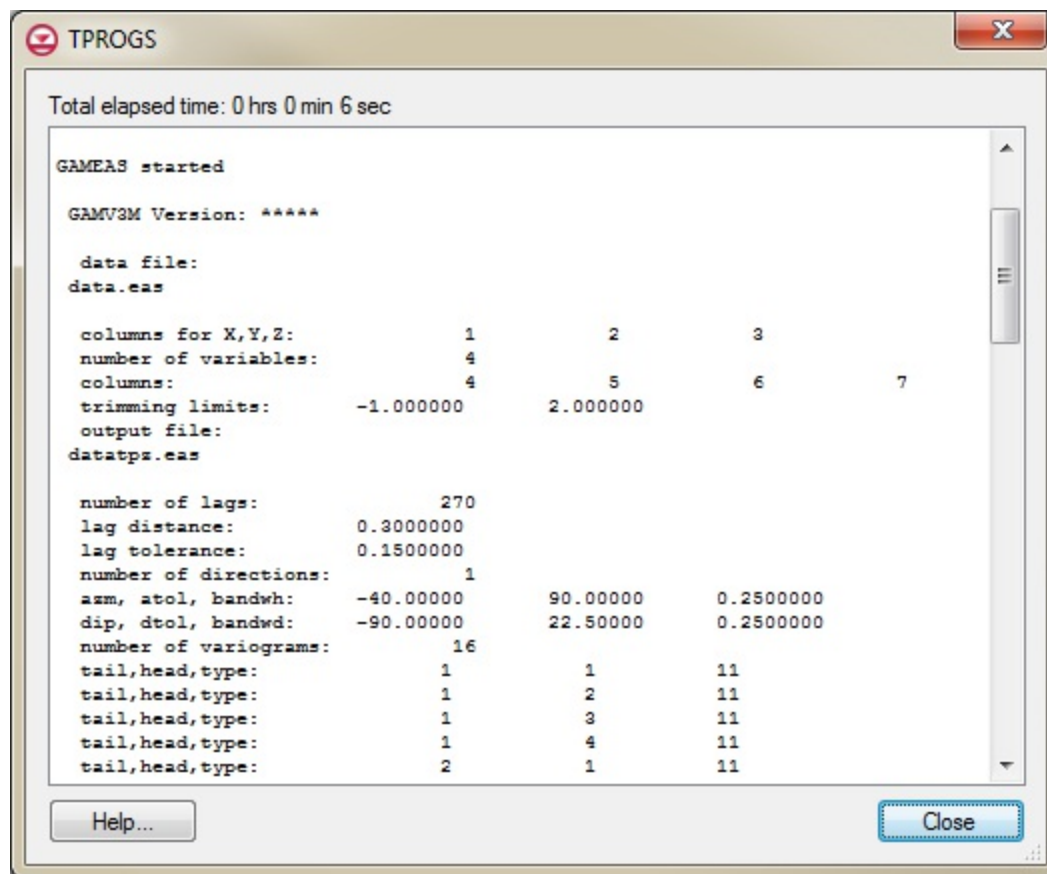 TPROGS
Total elapsed time: 0 hrs 0 min 6 sec
GAMEAS started
GAMV3M Version: *****
data file:
data.eas
columns for X,Y,Z: 1 2 3
number of variables: 4
columns: 4 5 6 7
trimming limits: -1.000000 2.000000
output file:
datatps.eas
number of lags: 270
lag distance: 0.3000000
lag tolerance: 0.1500000
number of directions: 1
azm, atol, bandwh: -40.00000 90.00000 0.2500000
dip, dtol, bandwd: -90.00000 22.50000 0.2500000
number of variograms: 16
tail,head,type: 1 1 11
tail,head,type: 1 2 11
tail,head,type: 1 3 11
tail,head,type: 1 4 11
tail,head,type: 2 1 11
Help...
Close